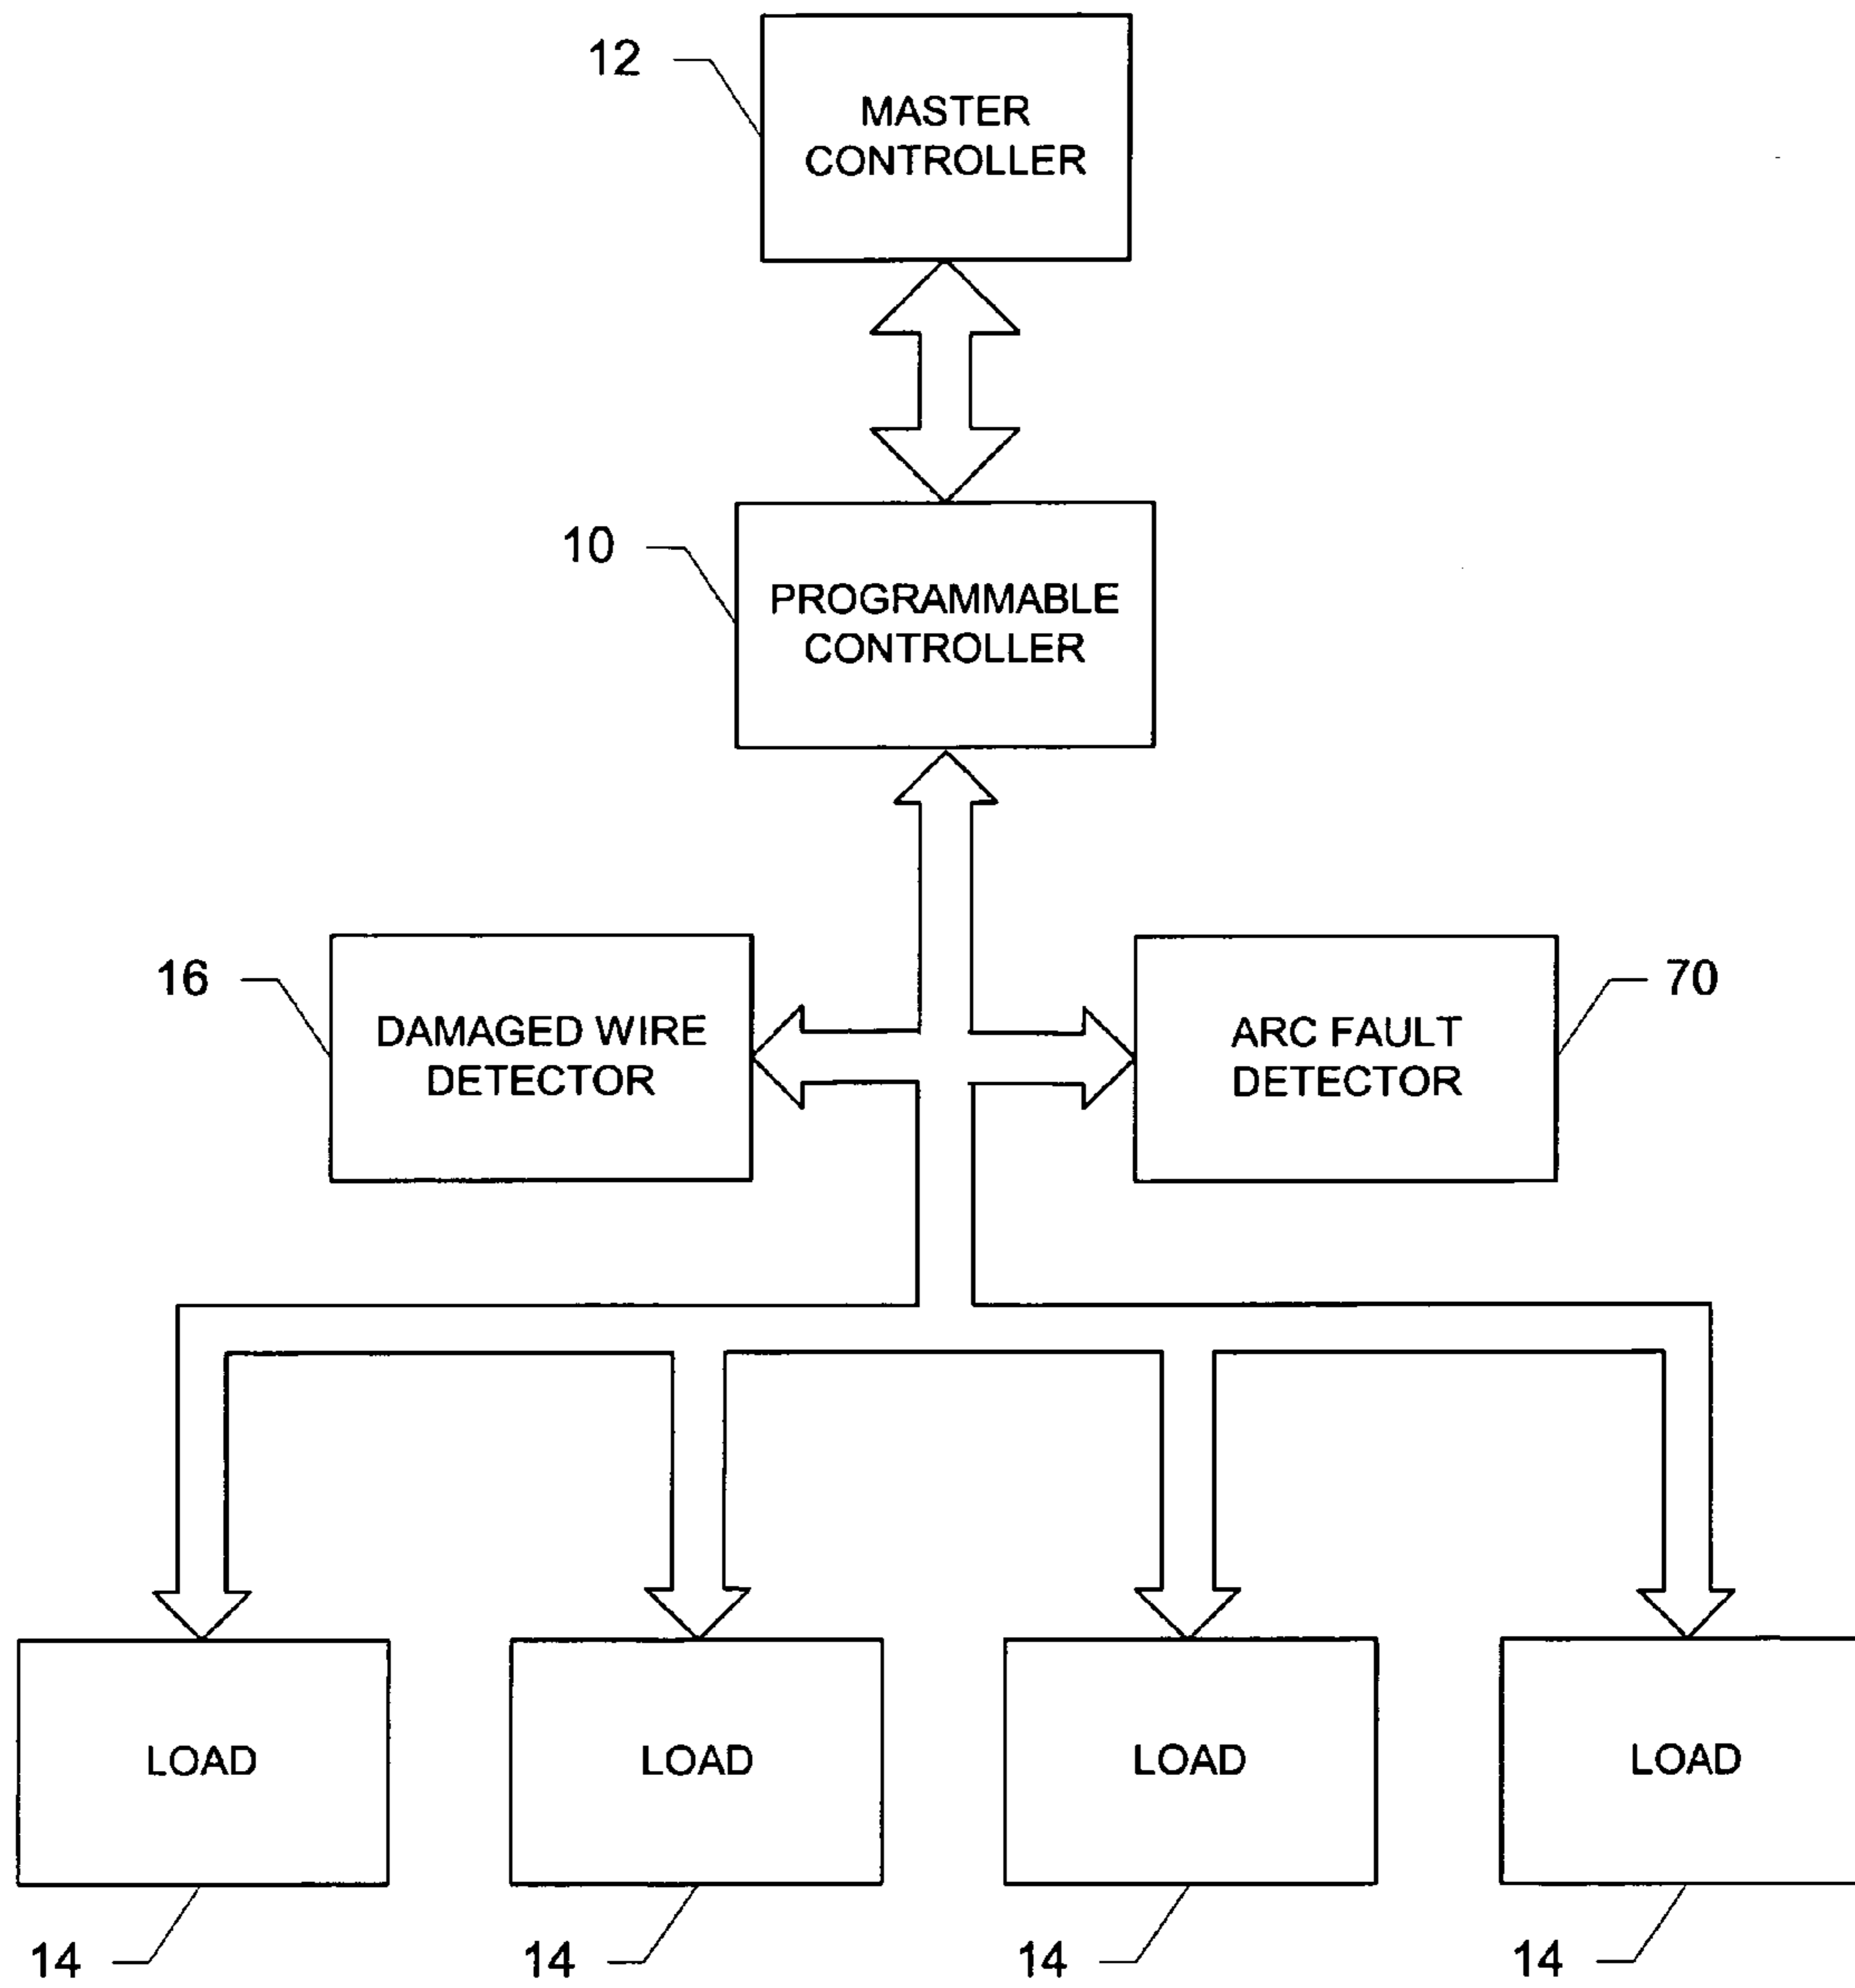 12
MASTER
CONTROLLER
10
PROGRAMMABLE
CONTROLLER
16
DAMAGED WIRE
DETECTOR
ARC FAULT
DETECTOR
70
LOAD
LOAD
LOAD
LOAD
14
14
14
14